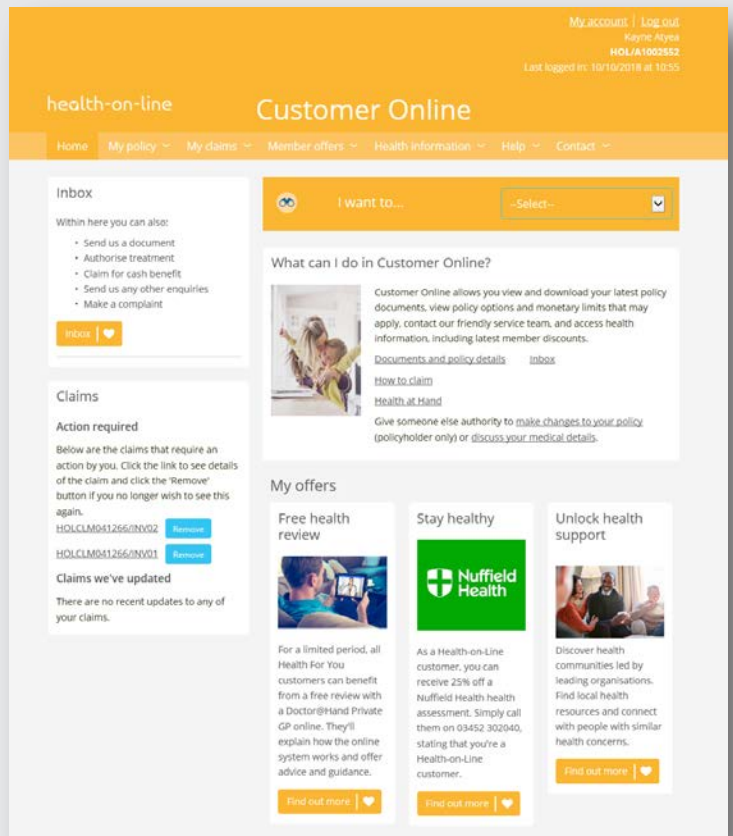 My account | Log out
Kayne Atyea
HOL/A1002552
Last logged in: 10/10/2018 at 10:55
health-on-line
Customer Online
Home My policy My claims Member offers Health information Help Contact
Inbox
Within here you can also:
• Send us a document
• Authorise treatment
• Claim for cash benefit
• Send us any other enquiries
• Make a complaint
Inbox
Claims
Action required
Below are the claims that require an
action by you. Click the link to see details
of the claim and click the 'Remove'
button if you no longer wish to see this
again.
HOLCLM041266/INV02 Remove
HOLCLM041266/INV01 Remove
Claims we've updated
There are no recent updates to any of
your claims.
I want to...
--Select--
What can I do in Customer Online?
Customer Online allows you view and download your latest policy
documents, view policy options and monetary limits that may
apply, contact our friendly service team, and access health
information, including latest member discounts.
Documents and policy details Inbox
How to claim
Health at Hand
Give someone else authority to make changes to your policy
(policyholder only) or discuss your medical details.
My offers
Free health
review
For a limited period, all
Health For You
customers can benefit
from a free review with
a Doctor@Hand Private
GP online. They'll
explain how the online
system works and offer
advice and guidance.
Find out more
Stay healthy
Nuffield
Health
As a Health-on-Line
customer, you can
receive 25% off a
Nuffield Health health
assessment. Simply call
them on 03452 302040,
stating that you're a
Health-on-Line
customer.
Find out more
Unlock health
support
Discover health
communities led by
leading organisations.
Find local health
resources and connect
with people with similar
health concerns.
Find out more